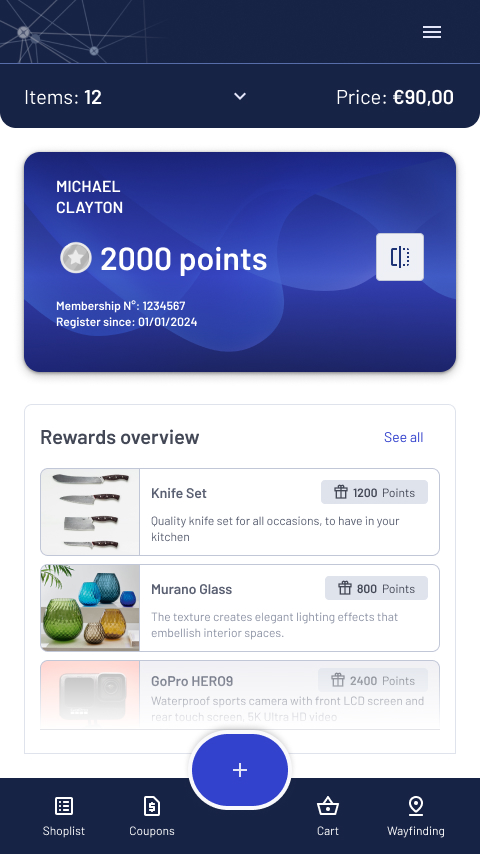 Items: 12
Price: €90,00
MICHAEL
CLAYTON
2000 points
Membership N°: 1234567
Register since: 01/01/2024
Rewards overview
See all
Knife Set
1200 Points
Quality knife set for all occasions, to have in your
kitchen
Murano Glass
800 Points
The texture creates elegant lighting effects that
embellish interior spaces.
GoPro HERO9
2400 Points
Waterproof sports camera with front LCD screen and
rear touch screen, 5K Ultra HD video
+
Shoplist
Coupons
Cart
Wayfinding